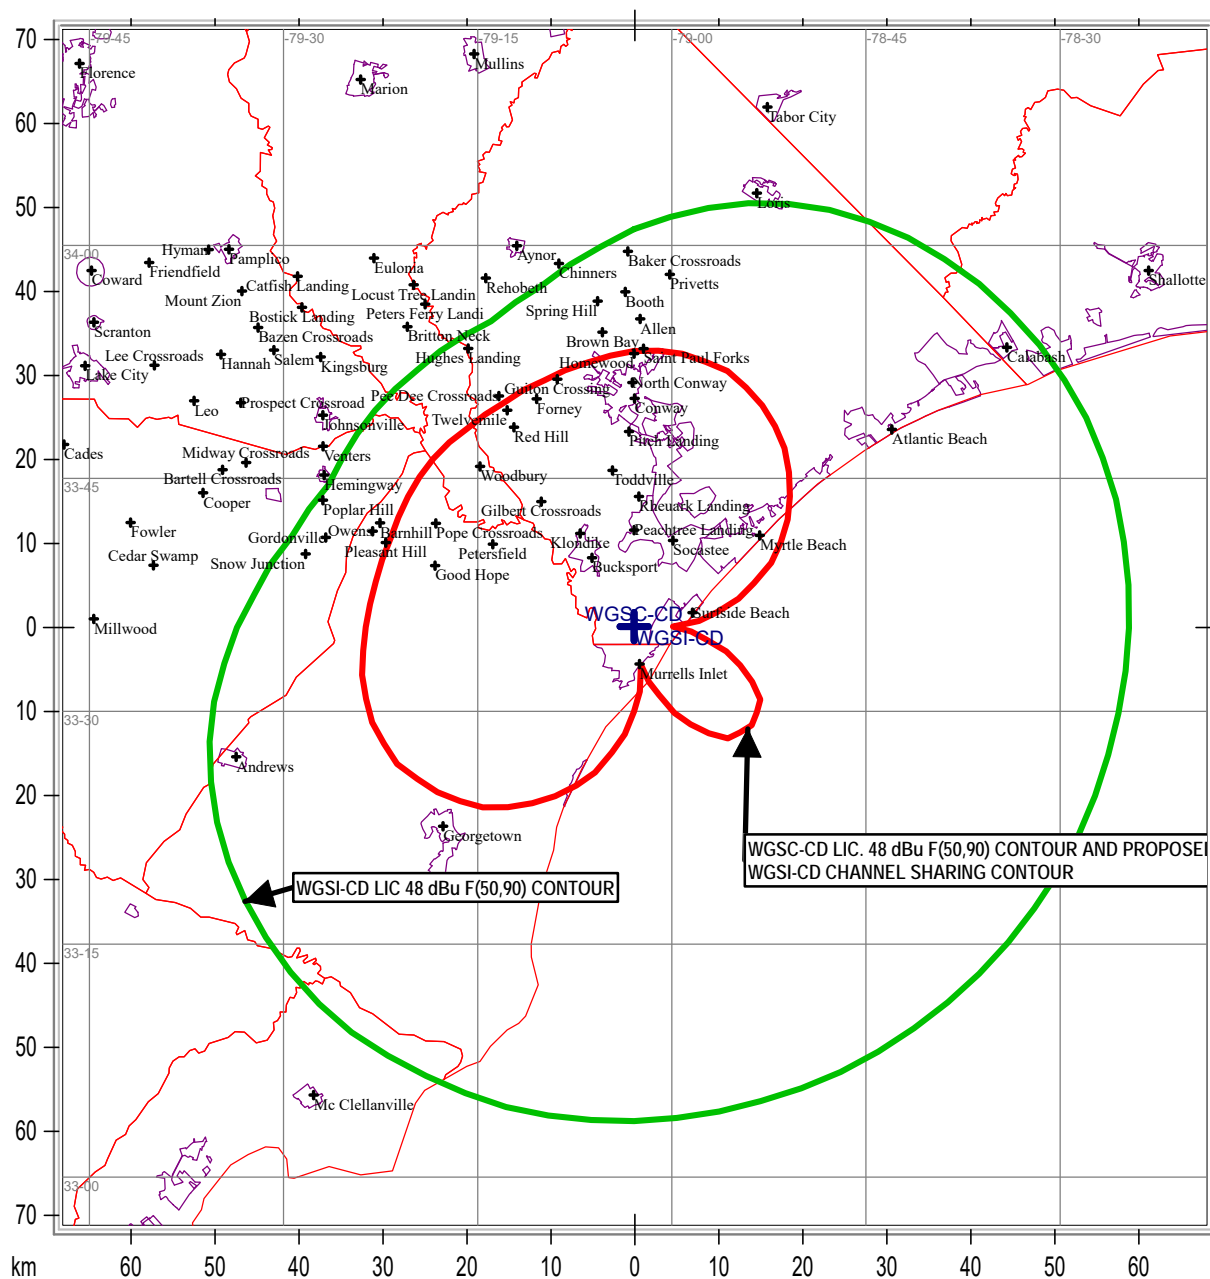 70
-79-45
-79-30
-79-15
-79-00
-78-45
-78-30
Mullins
Florence
Marion
60
Tabor City
50
Loris
34-00
Hyman
Pamplico
Aynor
Baker Crossroads
Friendfield
Eulonia
Chinners
Coward
Catfish Landing
Rehobeth
Privetts
Shallotte
40
Mount Zion
Locust Tree Landin
Booth
Bostick Landing
Peters Ferry Landi
Spring Hill
Scranton
Bazen Crossroads
Britton Neck
Allen
Brown Bay
Lee Crossroads
Hannah
Salem
Kingsburg
Hughes Landing
Homewood
Saint Paul Forks
Calabash
30
Lake City
Guiton Crossing
North Conway
Pee Dee Crossroads
Leo
Prospect Crossroad
Forney
Conway
Johnsonville
Twelvemile
Red Hill
Pitch Landing
Atlantic Beach
Cades
Midway Crossroads
Venters
20
Bartell Crossroads
Hemingway
Woodbury
Toddville
33-45
Cooper
Poplar Hill
Gilbert Crossroads
Rheuark Landing
Fowler
Gordonville
Owens
Barnhill
Pope Crossroads
Klondike
Peachtree Landing
10
Cedar Swamp
Snow Junction
Pleasant Hill
Petersfield
Socastee
Myrtle Beach
Good Hope
Bucksport
Millwood
WGSC-CD
Surfside Beach
0
WGSI-CD
Murrells Inlet
10
33-30
Andrews
20
Georgetown
WGSC-CD LIC. 48 dBu F(50,90) CONTOUR AND PROPOSE
WGSI-CD CHANNEL SHARING CONTOUR
30
WGSI-CD LIC 48 dBu F(50,90) CONTOUR
33-15
40
50
Mc Clellanville
60
33-00
70
km
60
50
40
30
20
10
0
10
20
30
40
50
60